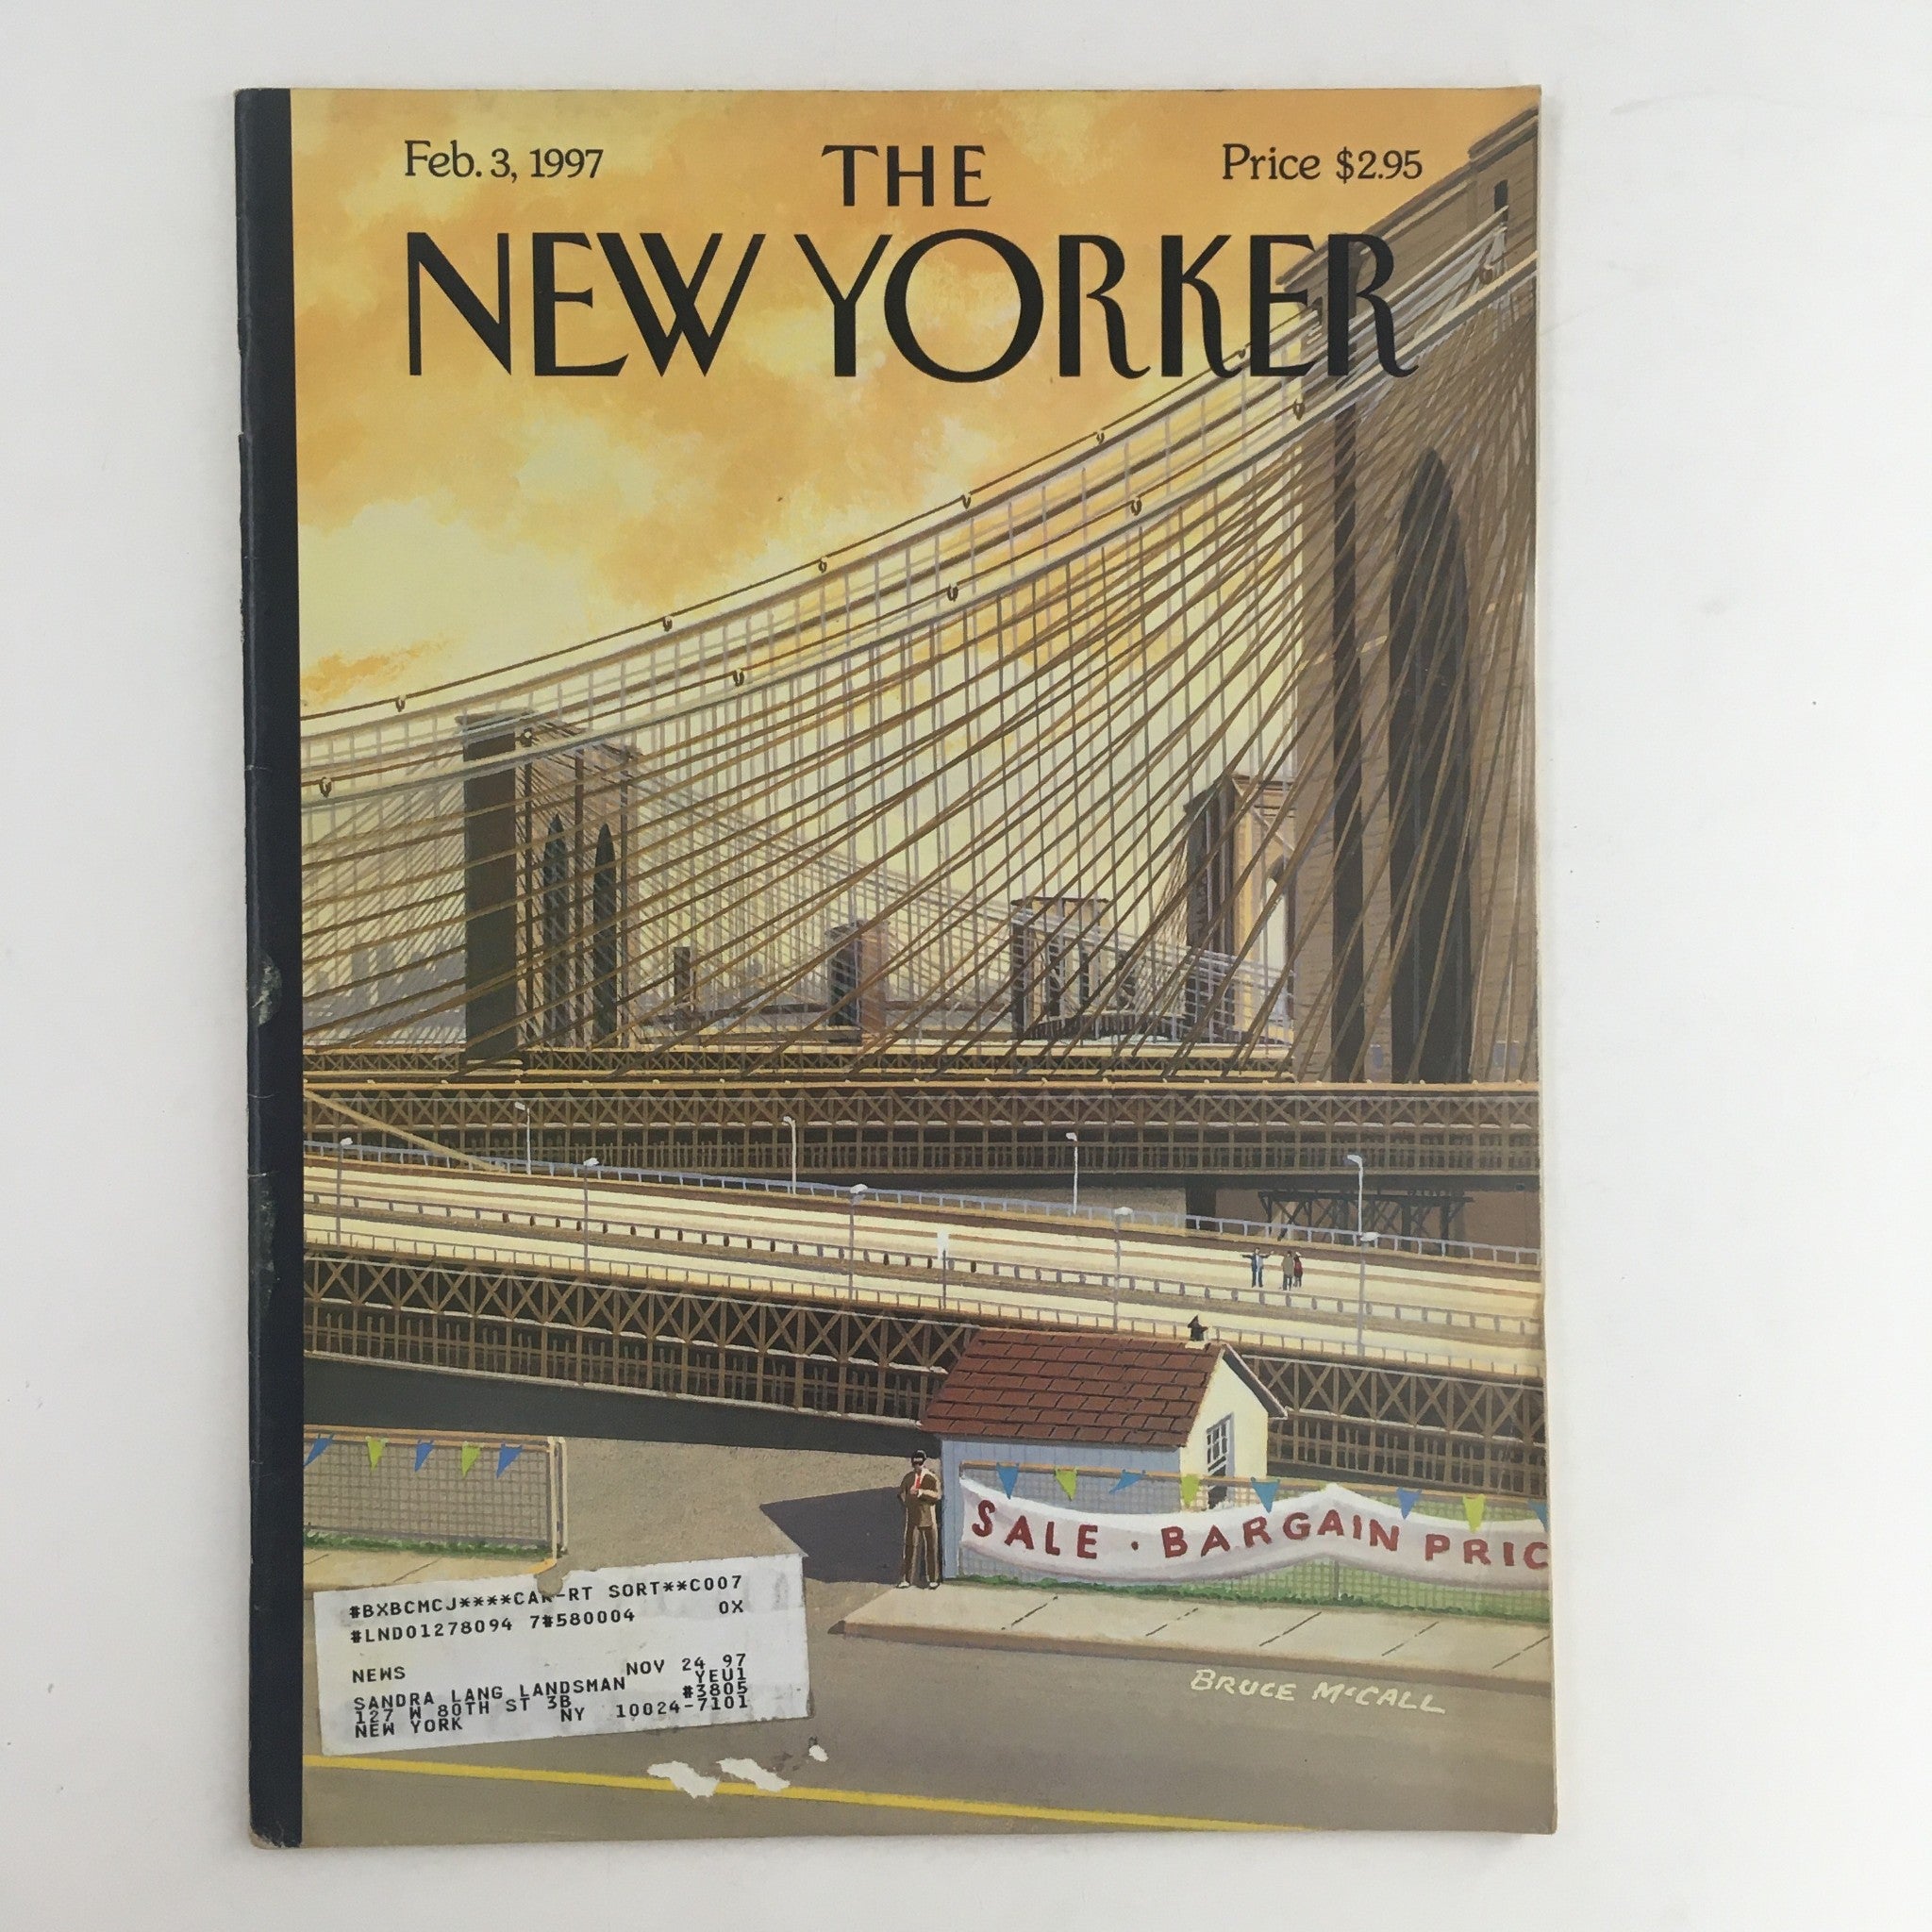 Feb. 3, 1997
THE
Price $2.95
NEW YORKER
SALE · BARGAIN PRIC
#BXBCMCJ****CAR-RT SORT**C007
#LND01278094 7#580004 0X
NEWS NOV 24 97
YEU1
SANDRA LANG LANDSMAN #3805
127 W 80TH ST 3B
NEW YORK NY 10024-7101
BRUCE McCALL